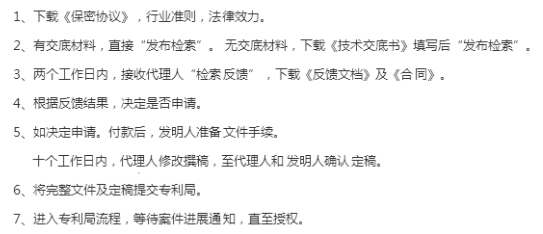 1、下载《保密协议》，行业准则，法律效力。
2、有交底材料，直接“发布检索”。 无交底材料，下载《技术交底书》填写后“发布检索”。
3、两个工作日内，接收代理人“检索反馈”，下载《反馈文档》及《合同》。
4、根据反馈结果，决定是否申请。
5、如决定申请。付款后，发明人准备文件手续。
十个工作日内，代理人修改撰稿，至代理人和发明人确认定稿。
6、将完整文件及定稿提交专利局。
7、进入专利局流程，等待案件进展通知，直至授权。